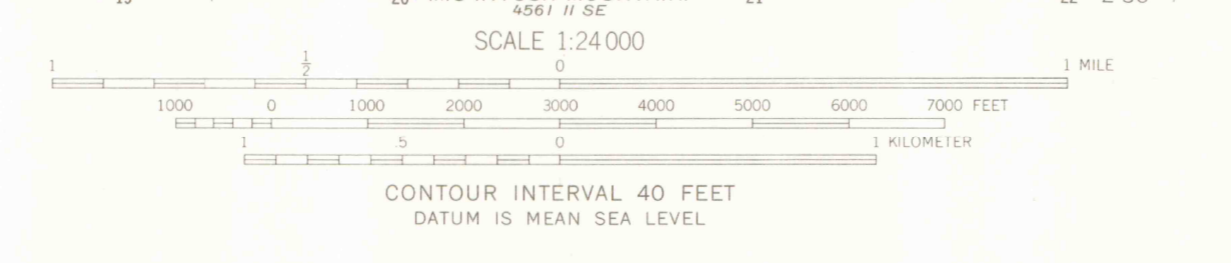 4561 II SE
SCALE 1:24 000
1 1/2 0 1 MILE
1000 0 1000 2000 3000 4000 5000 6000 7000 FEET
1 .5 0 1 KILOMETER
CONTOUR INTERVAL 40 FEET
DATUM IS MEAN SEA LEVEL